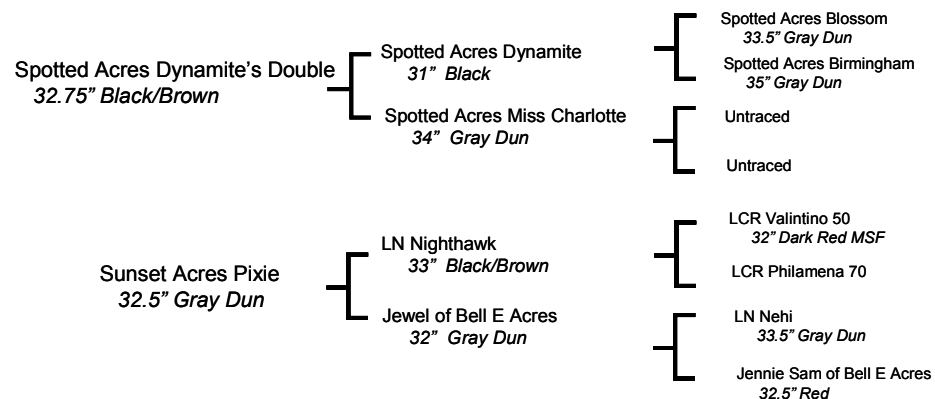 Spotted Acres Dynamite’s Double
32.75” Black/Brown
Spotted Acres Dynamite
31” Black
Spotted Acres Miss Charlotte
34” Gray Dun
Spotted Acres Blossom
33.5” Gray Dun
Spotted Acres Birmingham
35” Gray Dun
Untraced
Untraced
Sunset Acres Pixie
32.5” Gray Dun
LN Nighthawk
33” Black/Brown
Jewel of Bell E Acres
32” Gray Dun
LCR Valintino 50
32” Dark Red MSF
LCR Philamena 70
LN Nehi
33.5” Gray Dun
Jennie Sam of Bell E Acres
32.5” Red